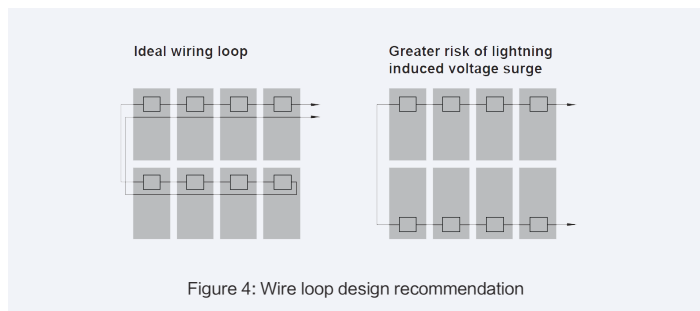 Ideal wiring loop
Greater risk of lightning
induced voltage surge
Figure 4: Wire loop design recommendation